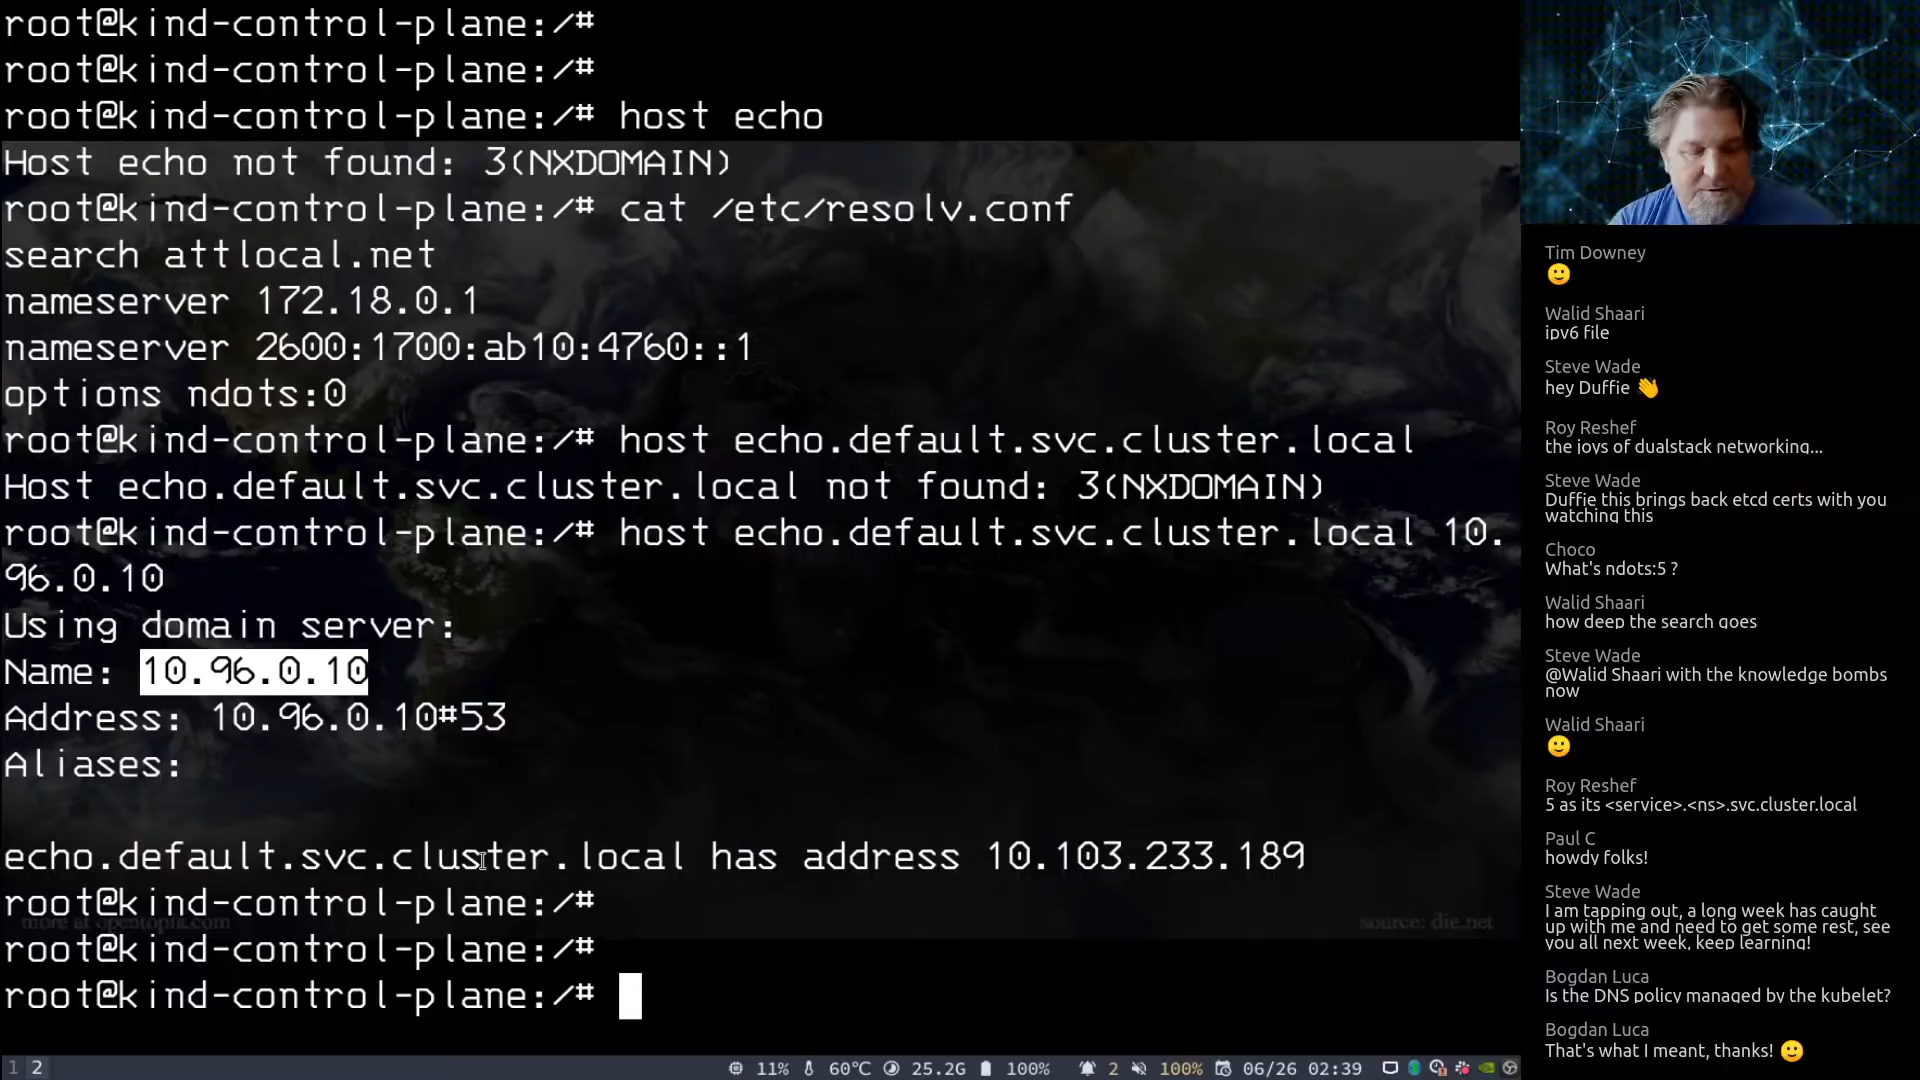 root@kind-control-plane:/#
root@kind-control-plane:/#
root@kind-control-plane:/# host echo
Host echo not found: 3(NXDOMAIN)
root@kind-control-plane:/# cat /etc/resolv.conf
search attlocal.net
nameserver 172.18.0.1
nameserver 2600:1700:ab10:4760::1
options ndots:0
root@kind-control-plane:/# host echo.default.svc.cluster.local
Host echo.default.svc.cluster.local not found: 3(NXDOMAIN)
root@kind-control-plane:/# host echo.default.svc.cluster.local 10.
96.0.10
Using domain server:
Name: 10.96.0.10
Address: 10.96.0.10#53
Aliases:
echo.default.svc.cluster.local has address 10.103.233.189
root@kind-control-plane:/#
more at opentopia.com
source: die.net
root@kind-control-plane:/#
root@kind-control-plane:/#
1 2
11% 60°C 25.2G 100% 2 100% 06/26 02:39
Tim Downey
🙂
Walid Shaari
ipv6 file
Steve Wade
hey Duffie 👋
Roy Reshef
the joys of dualstack networking...
Steve Wade
Duffie this brings back etcd certs with you
watching this
Choco
What's ndots:5 ?
Walid Shaari
how deep the search goes
Steve Wade
@Walid Shaari with the knowledge bombs
now
Walid Shaari
🙂
Roy Reshef
5 as its <service>.<ns>.svc.cluster.local
Paul C
howdy folks!
Steve Wade
I am tapping out, a long week has caught
up with me and need to get some rest, see
you all next week, keep learning!
Bogdan Luca
Is the DNS policy managed by the kubelet?
Bogdan Luca
That's what I meant, thanks! 🙂